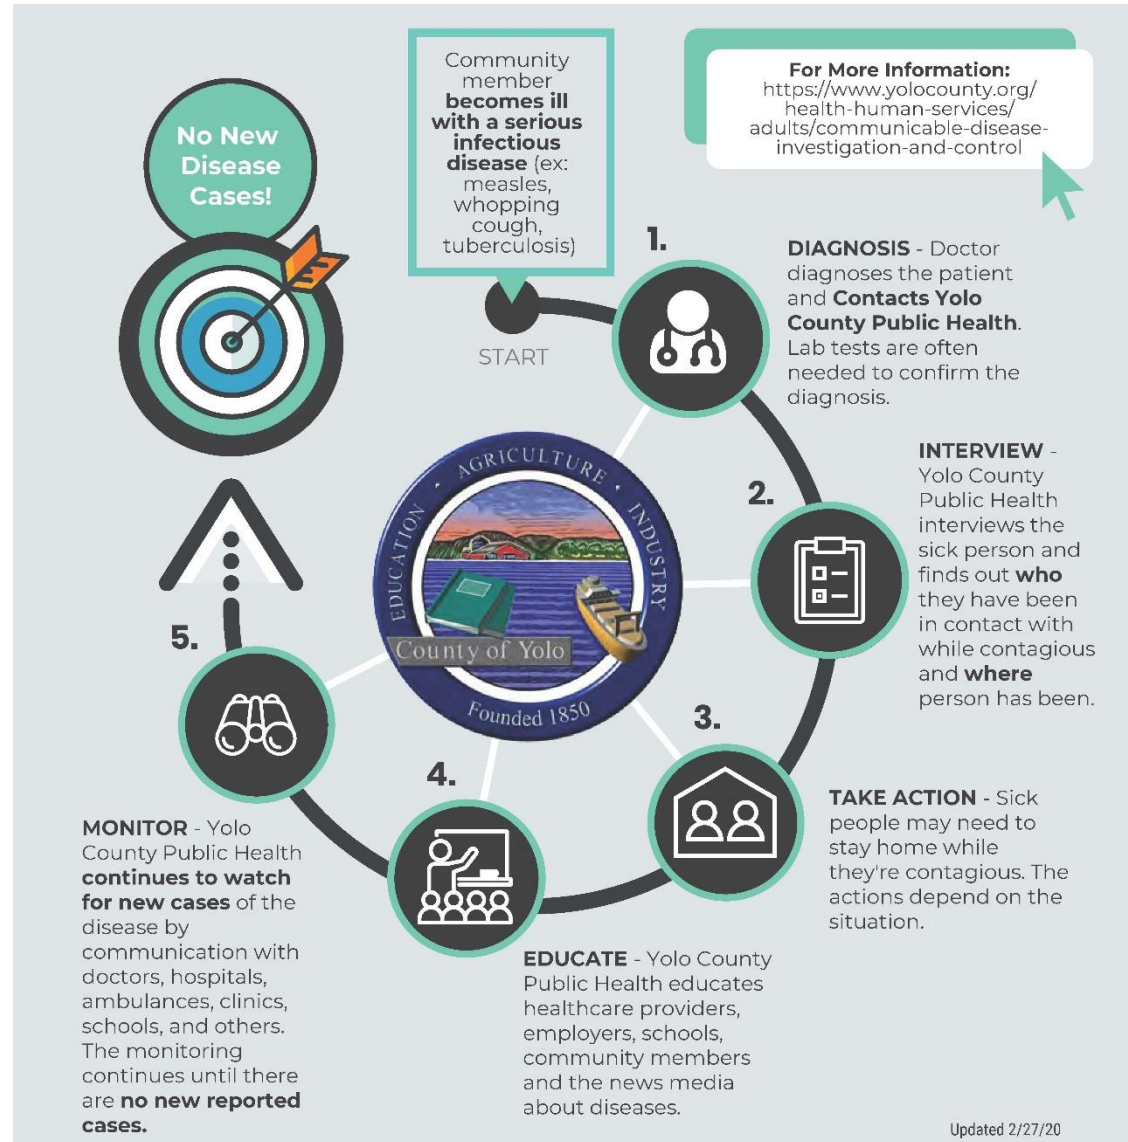 No New
Disease
Cases!
Community
member
becomes ill
with a serious
infectious
disease (ex:
measles,
whopping
cough,
tuberculosis)
For More Information:
https://www.yolocounty.org/
health-human-services/
adults/communicable-disease-
investigation-and-control
START
1.
DIAGNOSIS - Doctor
diagnoses the patient
and Contacts Yolo
County Public Health.
Lab tests are often
needed to confirm the
diagnosis.
2.
INTERVIEW -
Yolo County
Public Health
interviews the
sick person and
finds out who
they have been
in contact with
while contagious
and where
person has been.
EDUCATION · AGRICULTURE · INDUSTRY
County of Yolo
Founded 1850
3.
TAKE ACTION - Sick
people may need to
stay home while
they're contagious. The
actions depend on the
situation.
4.
EDUCATE - Yolo County
Public Health educates
healthcare providers,
employers, schools,
community members
and the news media
about diseases.
5.
MONITOR - Yolo
County Public Health
continues to watch
for new cases of the
disease by
communication with
doctors, hospitals,
ambulances, clinics,
schools, and others.
The monitoring
continues until there
are no new reported
cases.
Updated 2/27/20